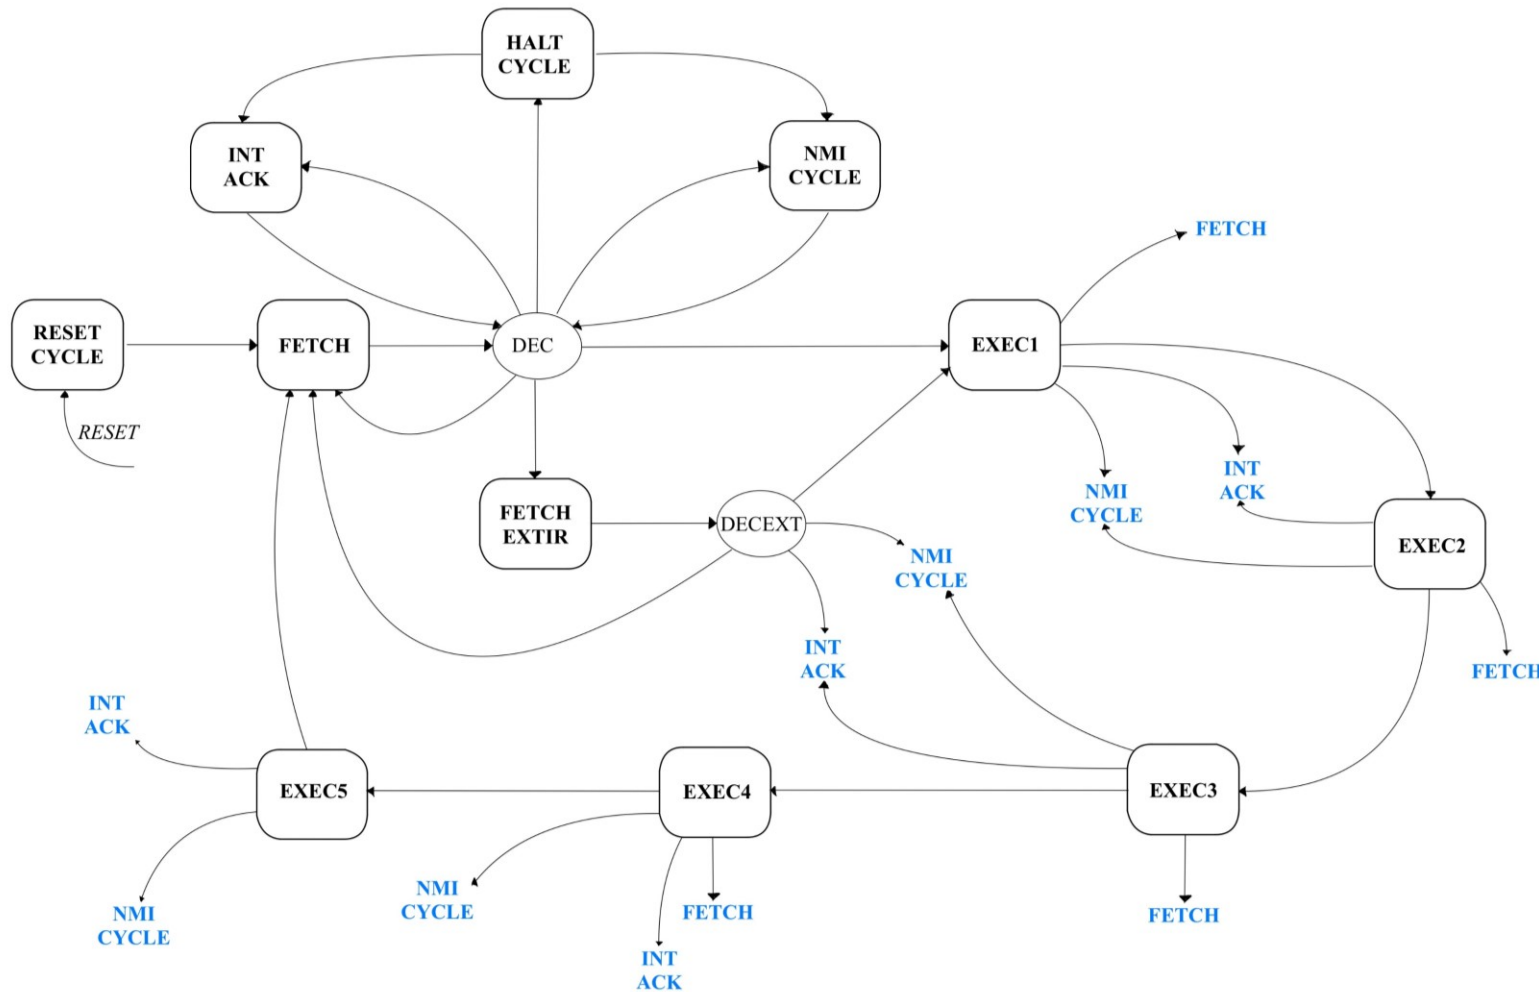 HALT
CYCLE
INT
ACK
NMI
CYCLE
FETCH
RESET
CYCLE
FETCH
DEC
EXEC1
RESET
INT
ACK
NMI
CYCLE
FETCH
EXTIR
DECEXT
EXEC2
NMI
CYCLE
INT
ACK
FETCH
INT
ACK
EXEC5
EXEC4
EXEC3
NMI
CYCLE
NMI
CYCLE
FETCH
FETCH
INT
ACK